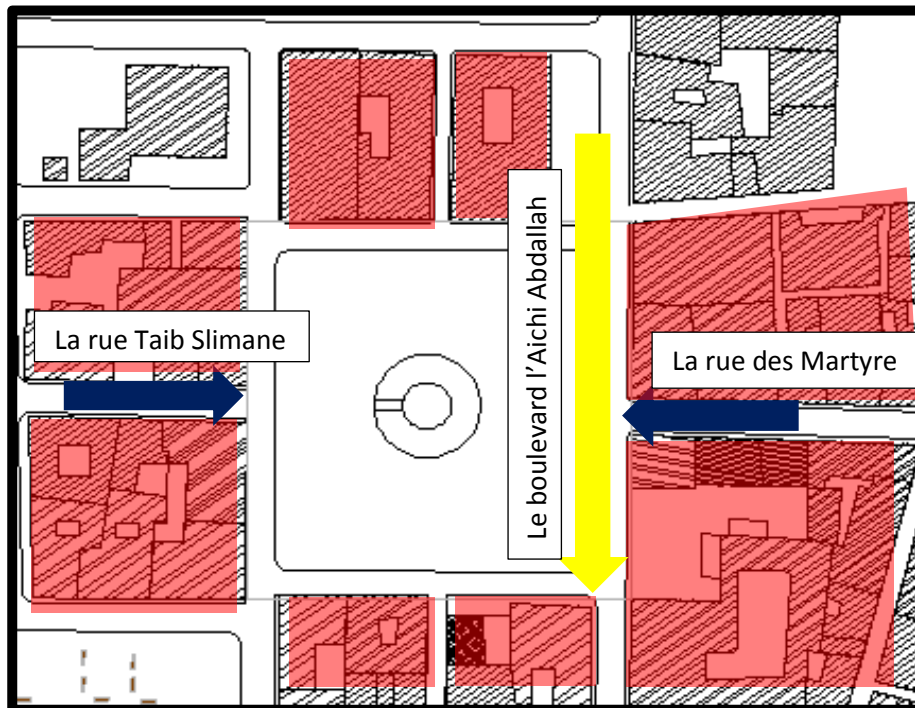 La rue Taib Slimane
Le boulevard l'Aichi Abdallah
La rue des Martyre